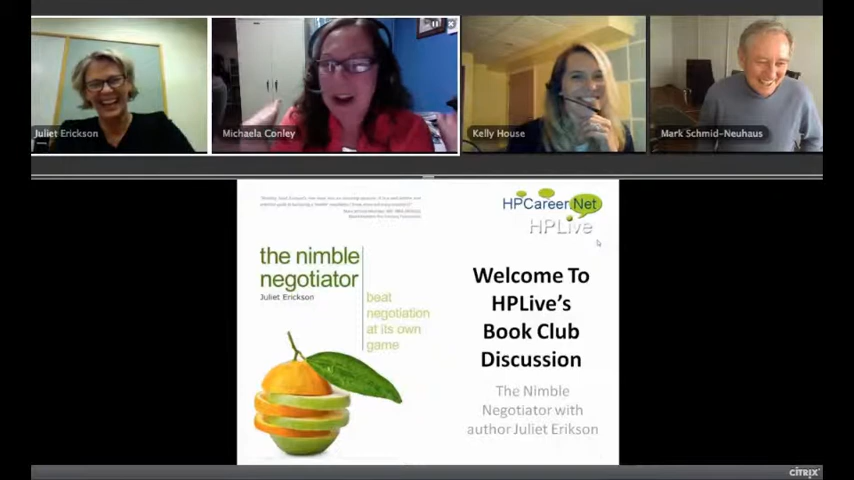 Juliet Erickson
Michaela Conley
Kelly House
Mark Schmid-Neuhaus
HPCareer.Net
HPLive
the nimble
negotiator
Juliet Erickson
beat
negotiation
at its own
game
Welcome To
HPLive's
Book Club
Discussion
The Nimble
Negotiator with
author Juliet Erikson
CITRIX